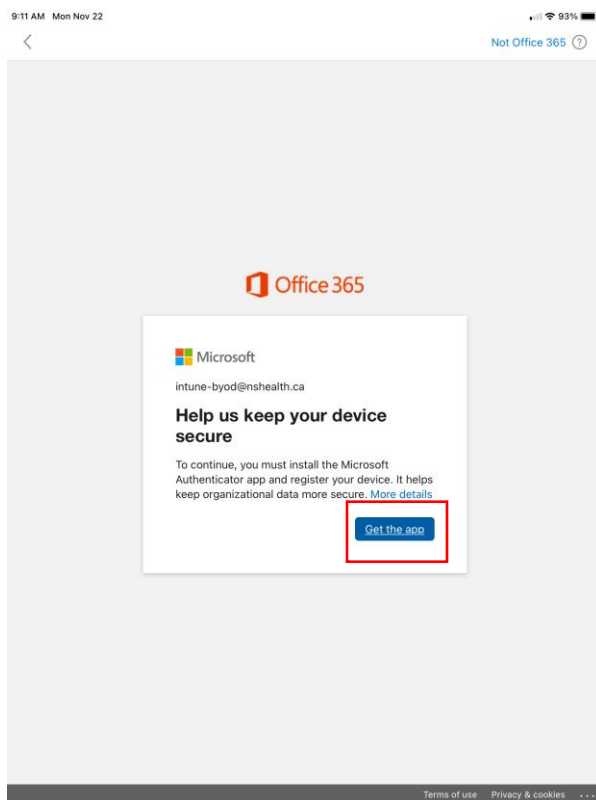 9:11 AM Mon Nov 22 93%
Not Office 365 ?
Office 365
Microsoft
intune-byod@nshealth.ca
Help us keep your device
secure
To continue, you must install the Microsoft
Authenticator app and register your device. It helps
keep organizational data more secure. More details
Get the app
Terms of use Privacy & cookies ...